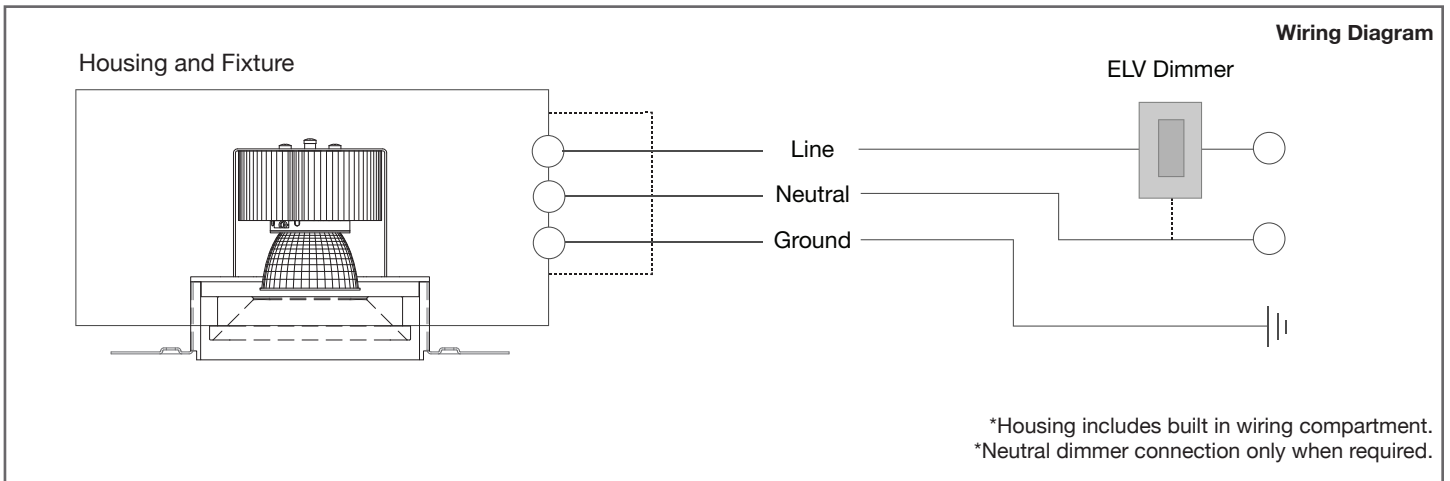 Wiring Diagram
Housing and Fixture
ELV Dimmer
Line
Neutral
Ground
*Housing includes built in wiring compartment.
*Neutral dimmer connection only when required.